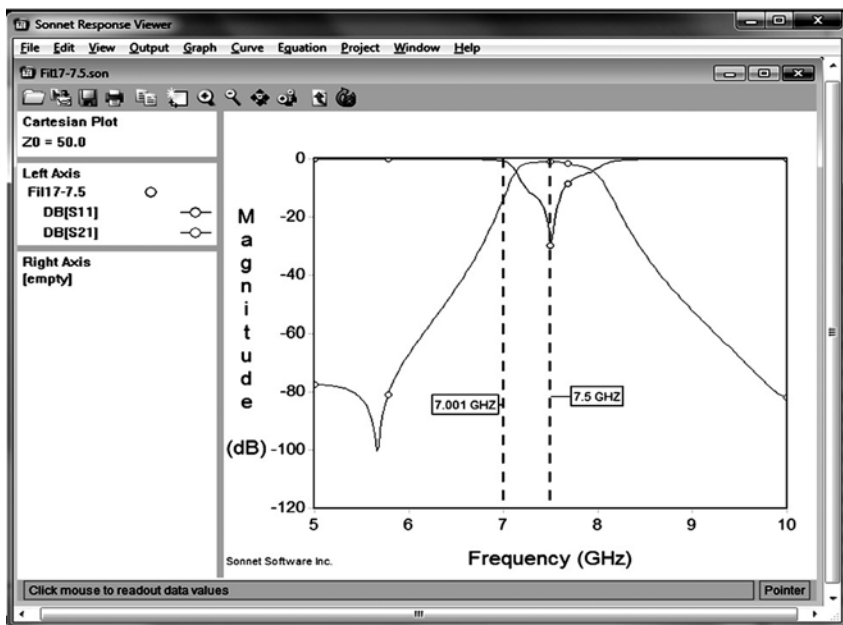 Sonnet Response Viewer
File Edit View Output Graph Curve Equation Project Window Help
Fil17-7.5.son
Cartesian Plot
Z0 = 50.0
Left Axis
Fil17-7.5
DB[S11]
DB[S21]
Right Axis
[empty]
Magnitude
(dB)
0
-20
-40
-60
-80
-100
-120
7.001 GHZ
7.5 GHZ
5 6 7 8 9 10
Sonnet Software Inc.
Frequency (GHz)
Click mouse to readout data values
Pointer